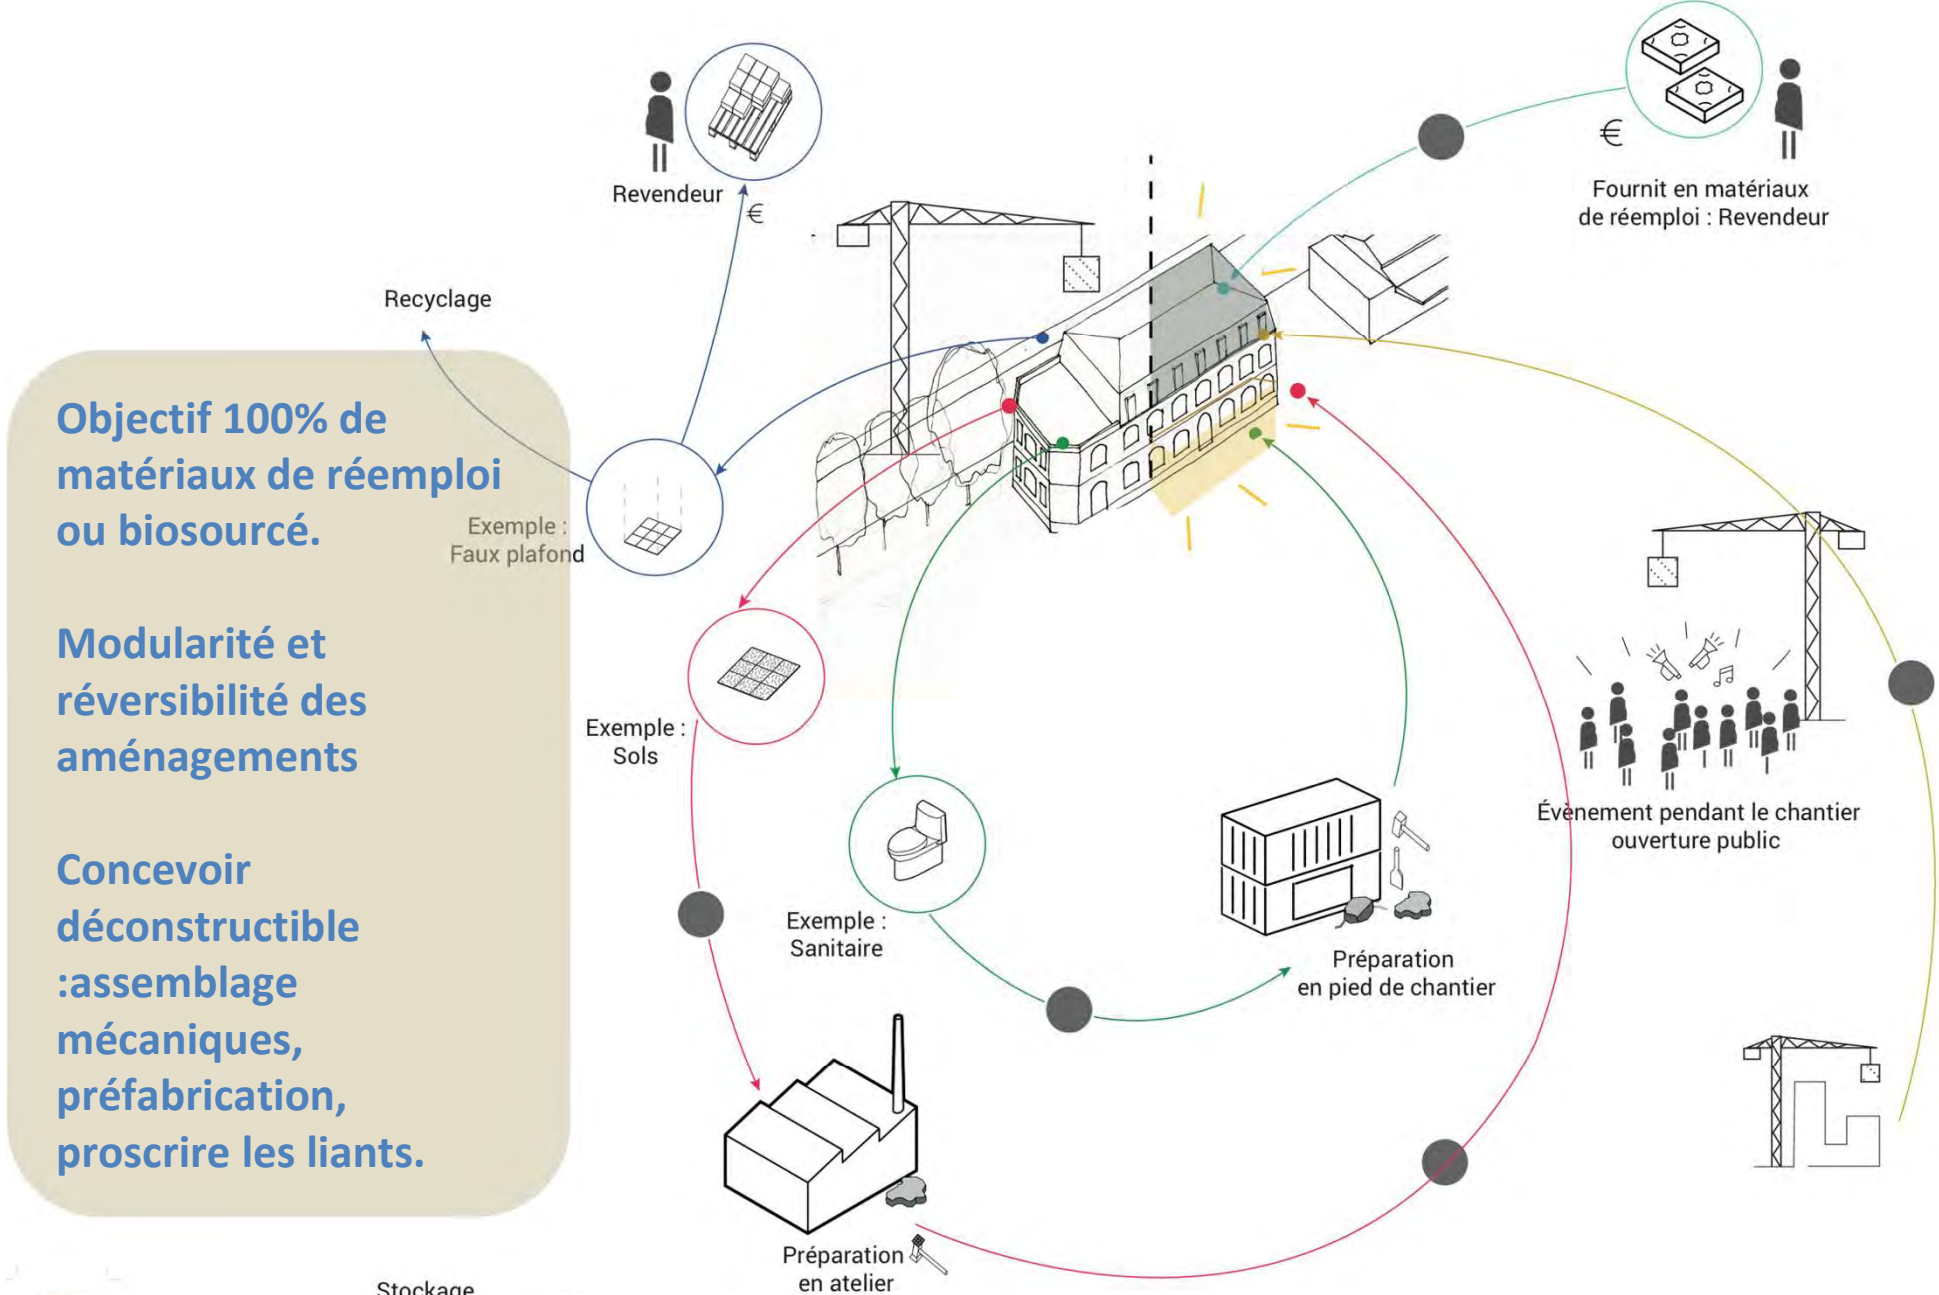 Revendeur
€
€
Fournit en matériaux
de réemploi : Revendeur
Recyclage
Objectif 100% de
matériaux de réemploi
ou biosourcé.
Modularité et
réversibilité des
aménagements
Concevoir
déconstructible
:assemblage
mécaniques,
préfabrication,
proscrire les liants.
Exemple :
Faux plafond
Exemple :
Sols
Exemple :
Sanitaire
Évènement pendant le chantier
ouverture public
Préparation
en pied de chantier
Préparation
en atelier
Stockage